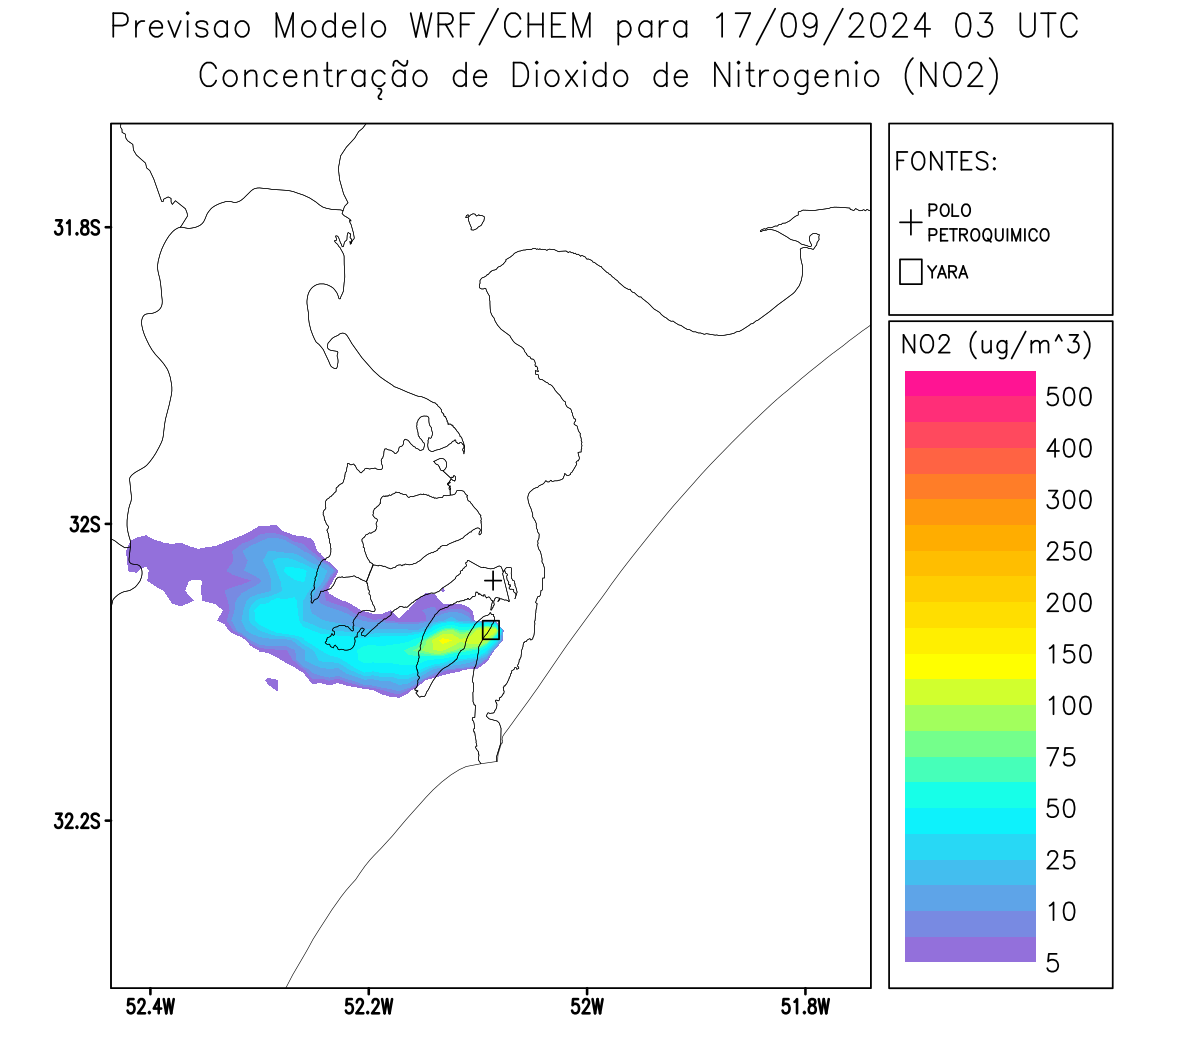 Previsao Modelo WRF/CHEM para 17/09/2024 03 UTC
Concentração de Dioxido de Nitrogenio (NO2)
FONTES:
POLO
PETROQUIMICO
YARA
NO2 (ug/m^3)
500
400
300
250
200
150
100
75
50
25
10
5
31.8S
32S
32.2S
52.4W
52.2W
52W
51.8W